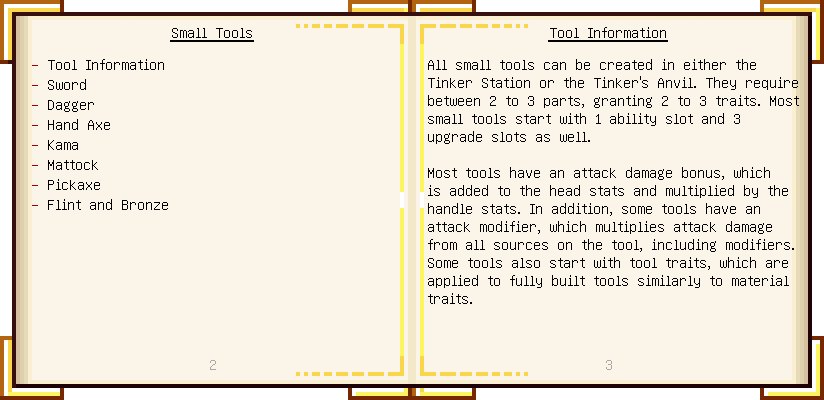 Small Tools
- Tool Information
- Sword
- Dagger
- Hand Axe
- Kama
- Mattock
- Pickaxe
- Flint and Bronze
2
Tool Information
All small tools can be created in either the
Tinker Station or the Tinker's Anvil. They require
between 2 to 3 parts, granting 2 to 3 traits. Most
small tools start with 1 ability slot and 3
upgrade slots as well.
Most tools have an attack damage bonus, which
is added to the head stats and multiplied by the
handle stats. In addition, some tools have an
attack modifier, which multiplies attack damage
from all sources on the tool, including modifiers.
Some tools also start with tool traits, which are
applied to fully built tools similarly to material
traits.
3